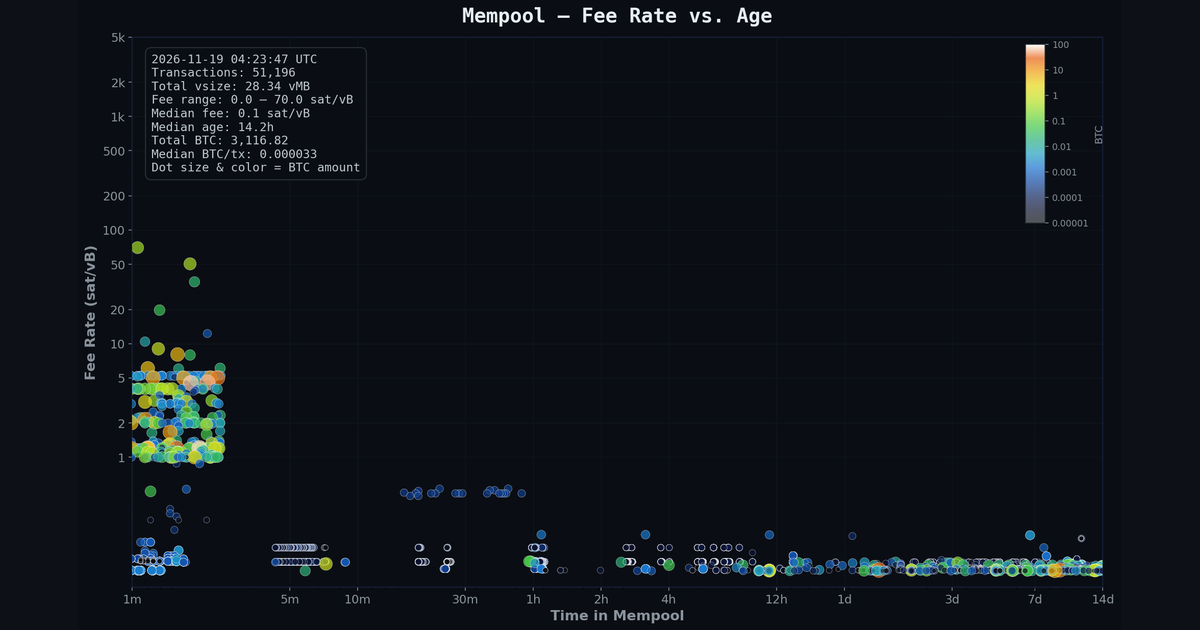 Mempool — Fee Rate vs. Age
2026-11-19 04:23:47 UTC
Transactions: 51,196
Total vsize: 28.34 vMB
Fee range: 0.0 — 70.0 sat/vB
Median fee: 0.1 sat/vB
Median age: 14.2h
Total BTC: 3,116.82
Median BTC/tx: 0.000033
Dot size & color = BTC amount
100
10
1
0.1
0.01
0.001
0.0001
0.00001
BTC
Fee Rate (sat/vB)
5k
2k
1k
500
200
100
50
20
10
5
2
1
1m 5m 10m 30m 1h 2h 4h 12h 1d 3d 7d 14d
Time in Mempool